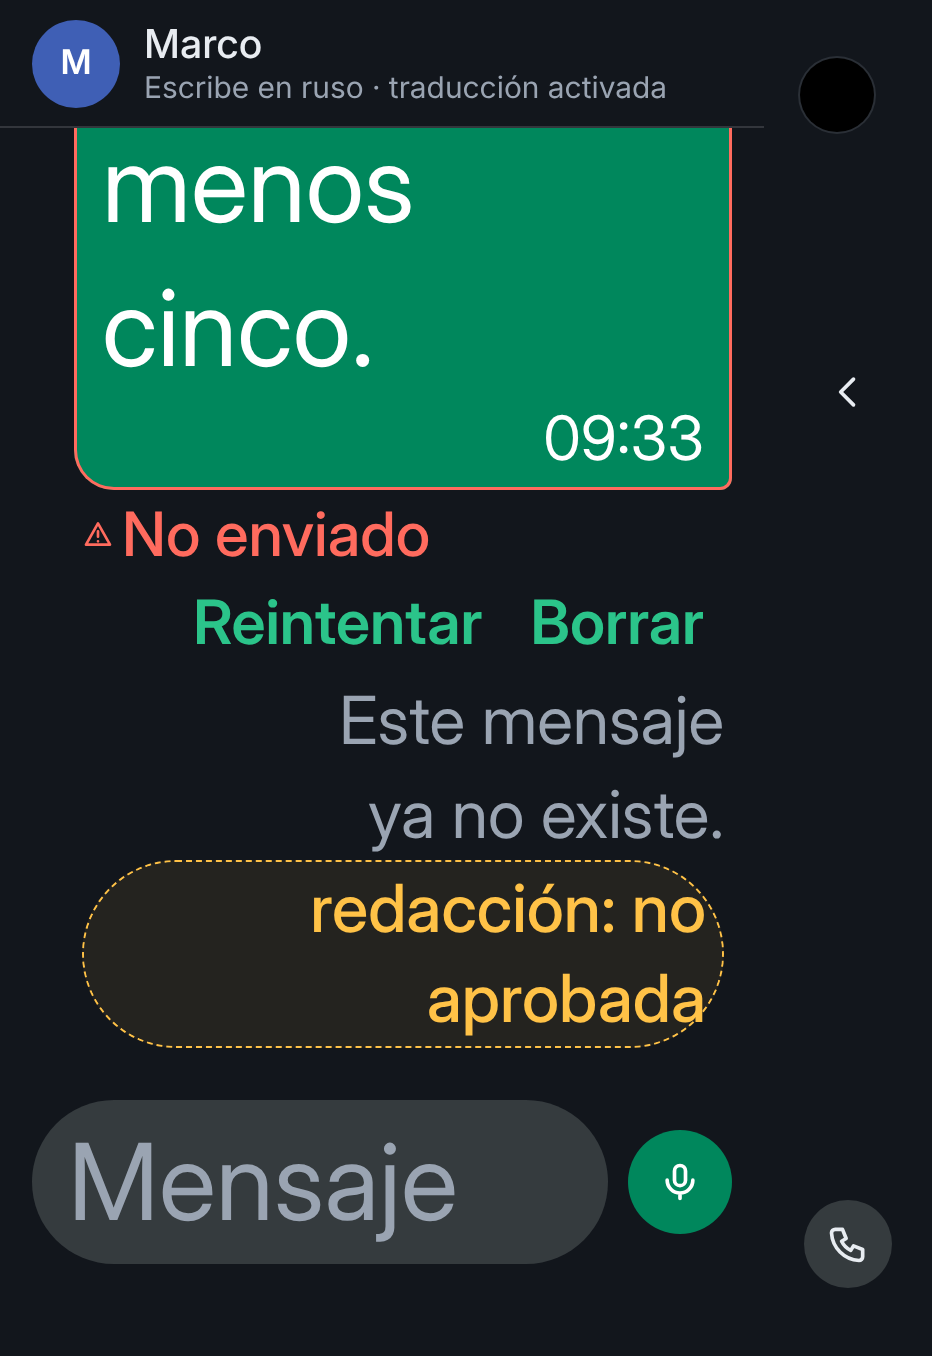 M
Marco
Escribe en ruso · traducción activada
menos
cinco.
09:33
No enviado
Reintentar Borrar
Este mensaje
ya no existe.
redacción: no
aprobada
Mensaje